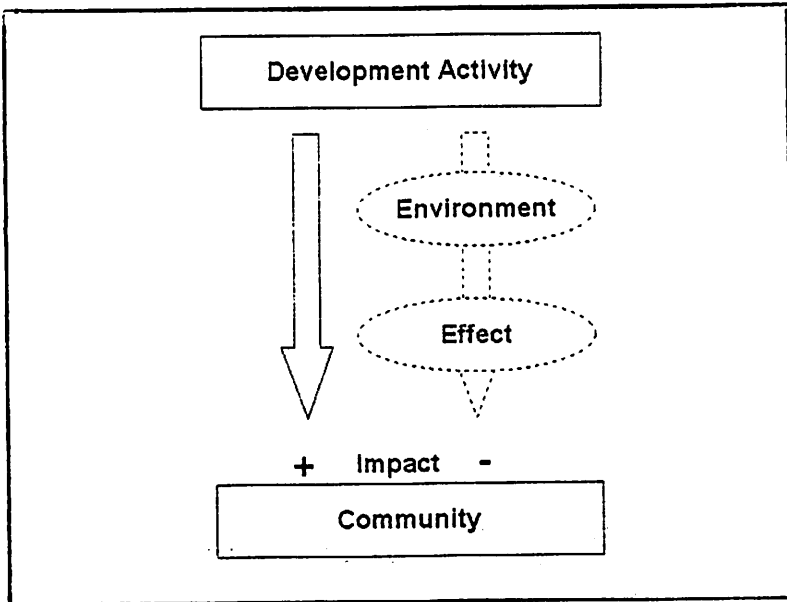 Development Activity
Environment
Effect
+ Impact -
Community